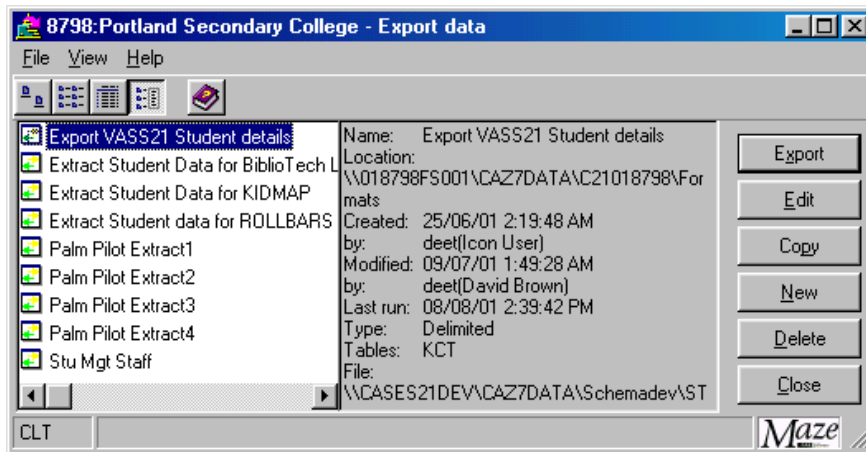 8798:Portland Secondary College - Export data
File View Help
Export VASS21 Student details
Extract Student Data for BiblioTech L
Extract Student Data for KIDMAP
Extract Student data for ROLLBARS
Palm Pilot Extract1
Palm Pilot Extract2
Palm Pilot Extract3
Palm Pilot Extract4
Stu Mgt Staff
Name: Export VASS21 Student details
Location:
\\018798FS001\CAZ7DATA\C21018798\For
mats
Created: 25/06/01 2:19:48 AM
by: deet(Icon User)
Modified: 09/07/01 1:49:28 AM
by: deet(David Brown)
Last run: 08/08/01 2:39:42 PM
Type: Delimited
Tables: KCT
File:
\\CASES21DEV\CAZ7DATA\Schemadev\ST
Export
Edit
Copy
New
Delete
Close
CLT
Maze